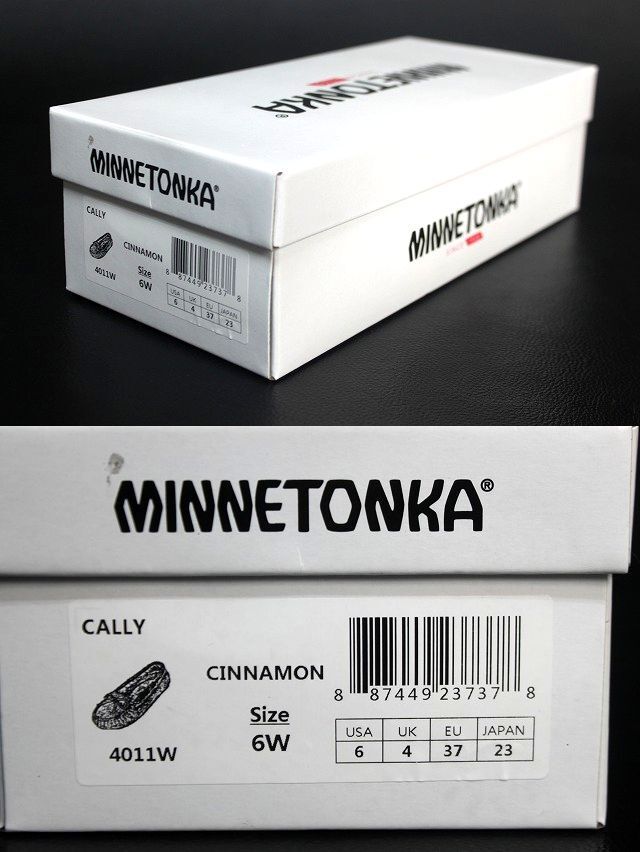 MINNETONKA®
MINNETONKA®
CALLY
CINNAMON
4011W
Size
6W
8 87449 23737 8
USA UK EU JAPAN
6 4 37 23
MINNETONKA
SINCE
MINNETONKA®
CALLY
CINNAMON
8 87449 23737 8
Size
6W
4011W
USA UK EU JAPAN
6 4 37 23